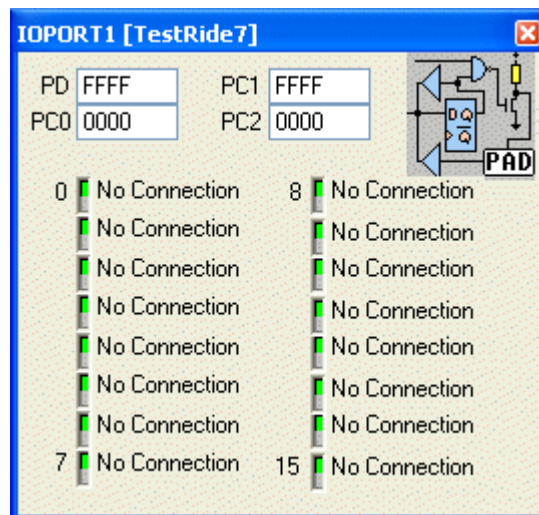 IOPORT1 [TestRide7]
PD FFFF PC1 FFFF
PC0 0000 PC2 0000
D Q
Q
PAD
0 No Connection 8 No Connection
No Connection No Connection
No Connection No Connection
No Connection No Connection
No Connection No Connection
No Connection No Connection
No Connection No Connection
7 No Connection 15 No Connection